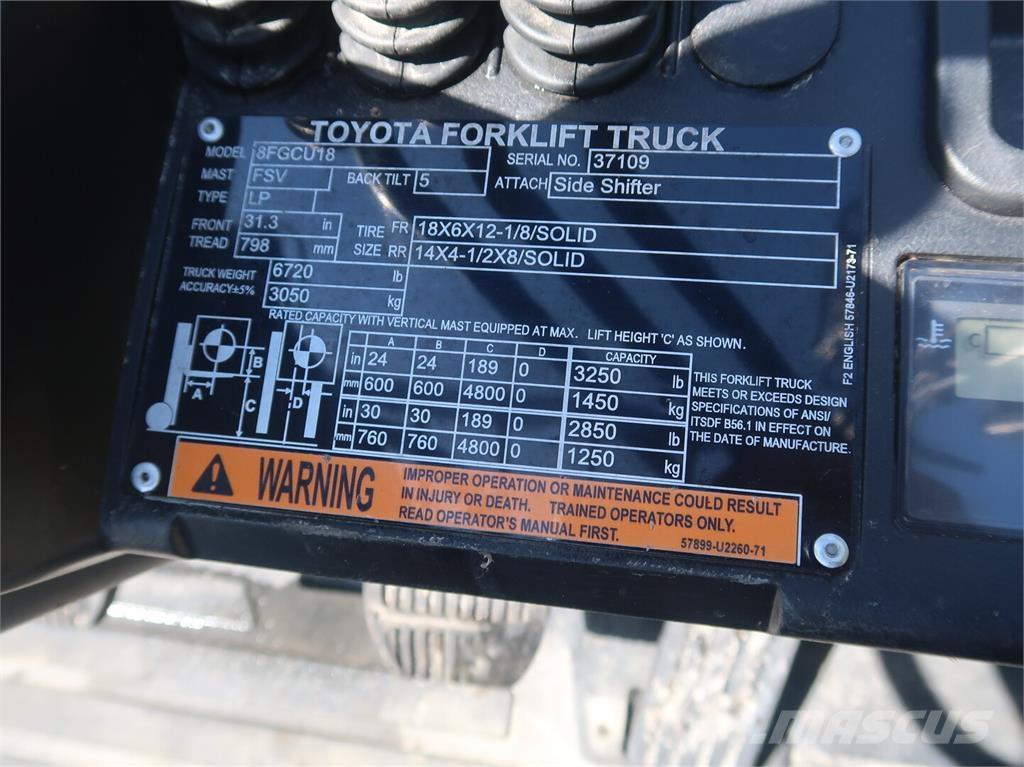 TOYOTA FORKLIFT TRUCK
MODEL 8FGCU18 SERIAL NO. 37109
MAST FSV BACK TILT 5 ATTACH Side Shifter
TYPE LP
FRONT TREAD 31.3 in TIRE SIZE FR 18X6X12-1/8/SOLID
798 mm RR 14X4-1/2X8/SOLID
TRUCK WEIGHT 6720 lb
ACCURACY±5% 3050 kg
RATED CAPACITY WITH VERTICAL MAST EQUIPPED AT MAX. LIFT HEIGHT 'C' AS SHOWN.
A B C D CAPACITY
in 24 24 189 0 3250 lb
mm 600 600 4800 0 1450 kg
in 30 30 189 0 2850 lb
mm 760 760 4800 0 1250 kg
A B C D
THIS FORKLIFT TRUCK
MEETS OR EXCEEDS DESIGN
SPECIFICATIONS OF ANSI/
ITSDF B56.1 IN EFFECT ON
THE DATE OF MANUFACTURE.
F2 ENGLISH 57846-U2173-71
WARNING
IMPROPER OPERATION OR MAINTENANCE COULD RESULT
IN INJURY OR DEATH. TRAINED OPERATORS ONLY.
READ OPERATOR'S MANUAL FIRST.
57899-U2260-71
C
MASCUS